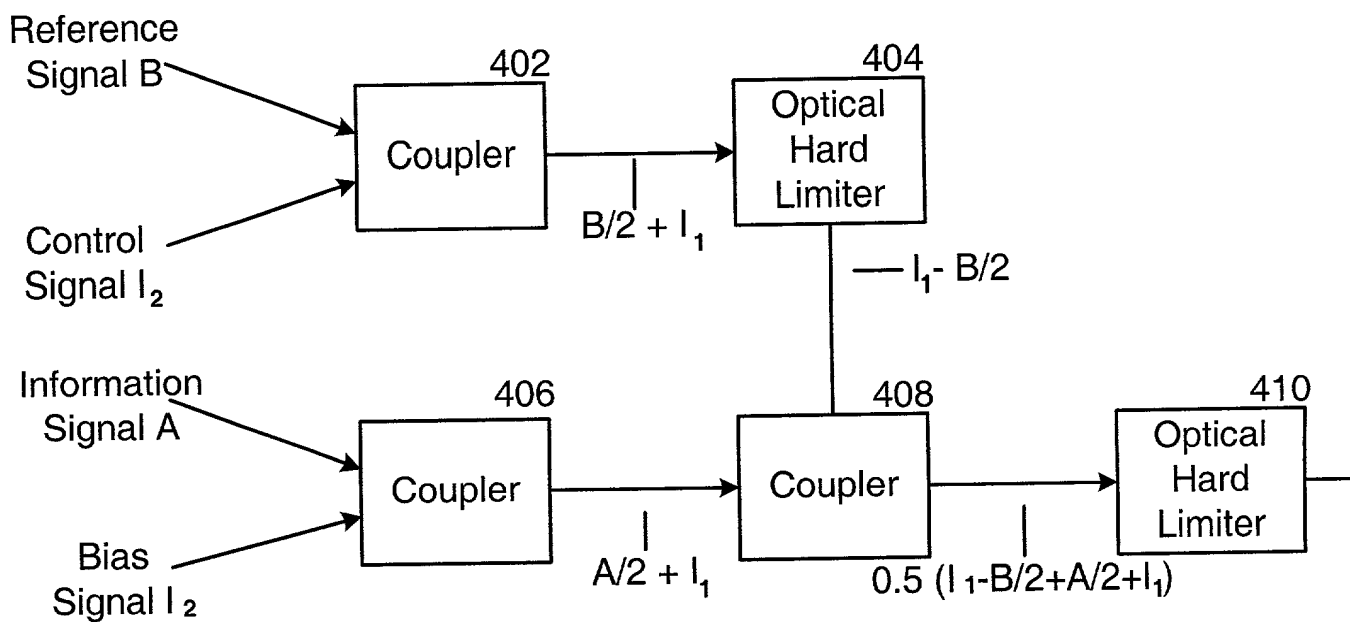 Reference
Signal B
402
Coupler
404
Optical
Hard
Limiter
B/2 + I₁
Control
Signal I₂
I₁- B/2
Information
Signal A
406
Coupler
408
Coupler
410
Optical
Hard
Limiter
Bias
Signal I₂
A/2 + I₁
0.5 (I₁-B/2+A/2+I₁)